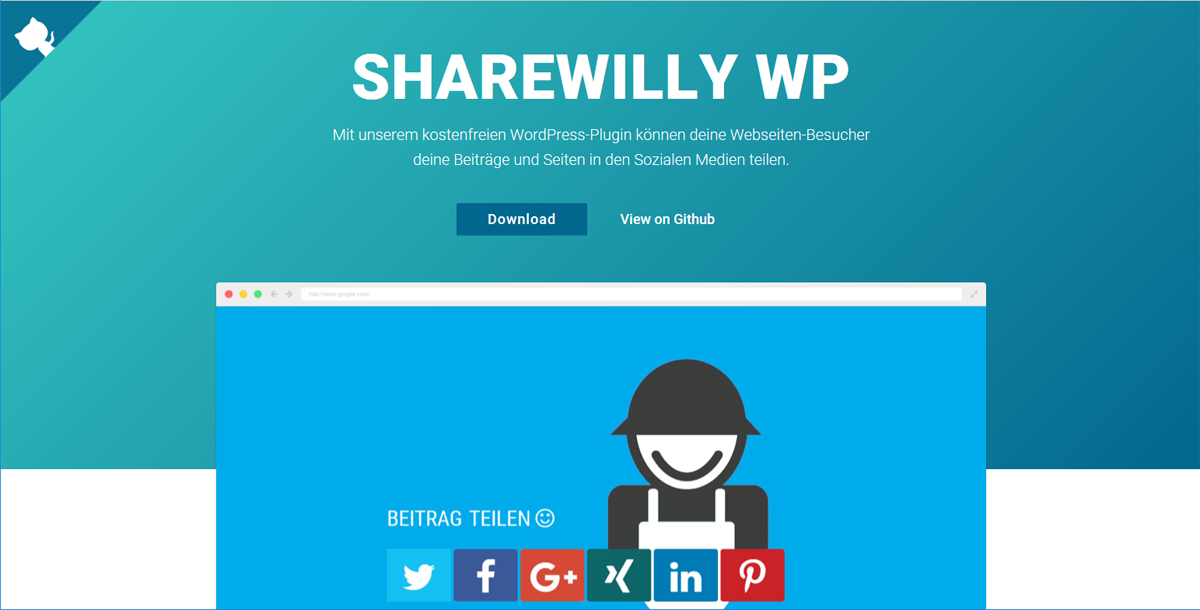 SHAREWILLY WP
Mit unserem kostenfreien WordPress-Plugin können deine Webseiten-Besucher
deine Beiträge und Seiten in den Sozialen Medien teilen.
Download
View on Github
http://www.google.com/
BEITRAG TEILEN
f
G+
in